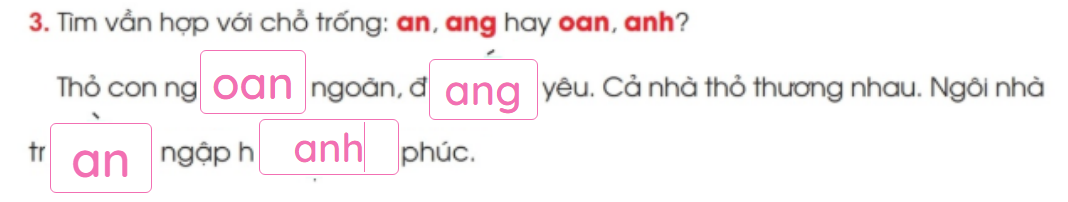 3. Tìm vần hợp với chỗ trống: an, ang hay oan, anh?
Thỏ con ng oan ngoãn, đ ang yêu. Cả nhà thỏ thương nhau. Ngôi nhà
tr an ngập h anh phúc.